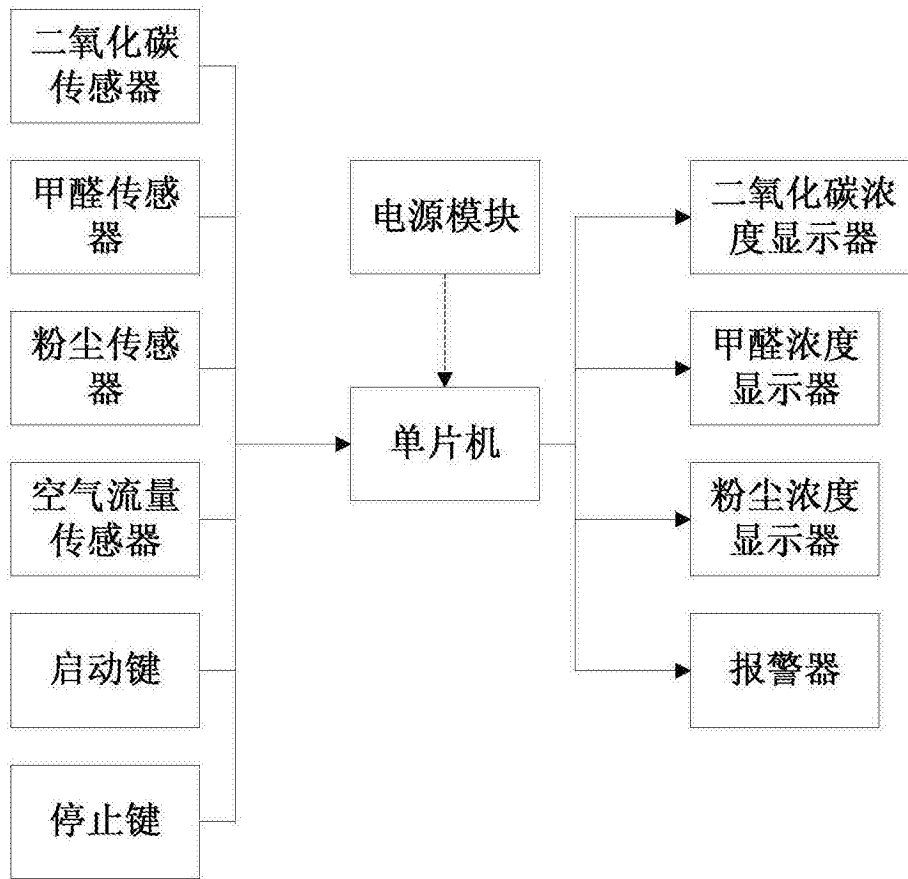 二氧化碳
传感器
甲醛传感
器
粉尘传感
器
空气流量
传感器
启动键
停止键
电源模块
单片机
二氧化碳浓
度显示器
甲醛浓度
显示器
粉尘浓度
显示器
报警器